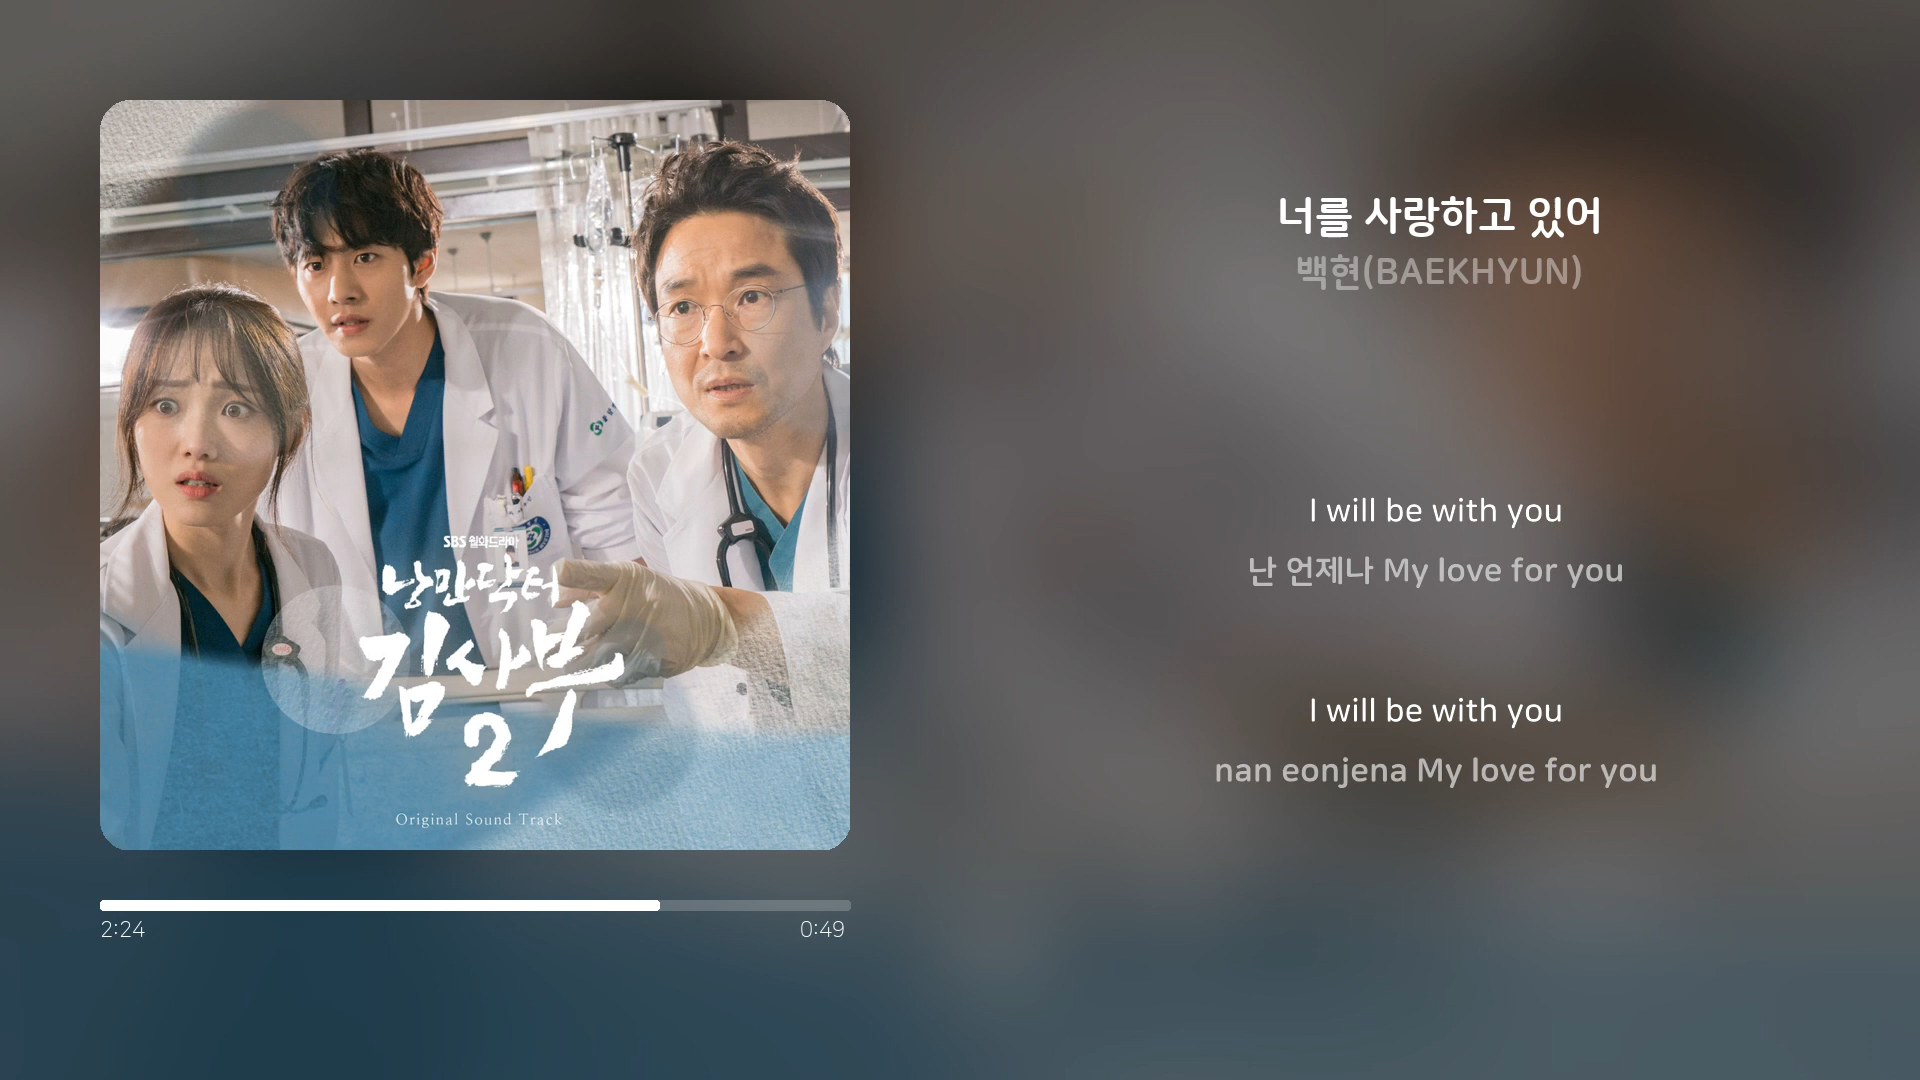 SBS 월화드라마
낭만닥터
김사부
2
Original Sound Track
2:24
0:49
너를 사랑하고 있어
백현(BAEKHYUN)
I will be with you
난 언제나 My love for you
I will be with you
nan eonjena My love for you